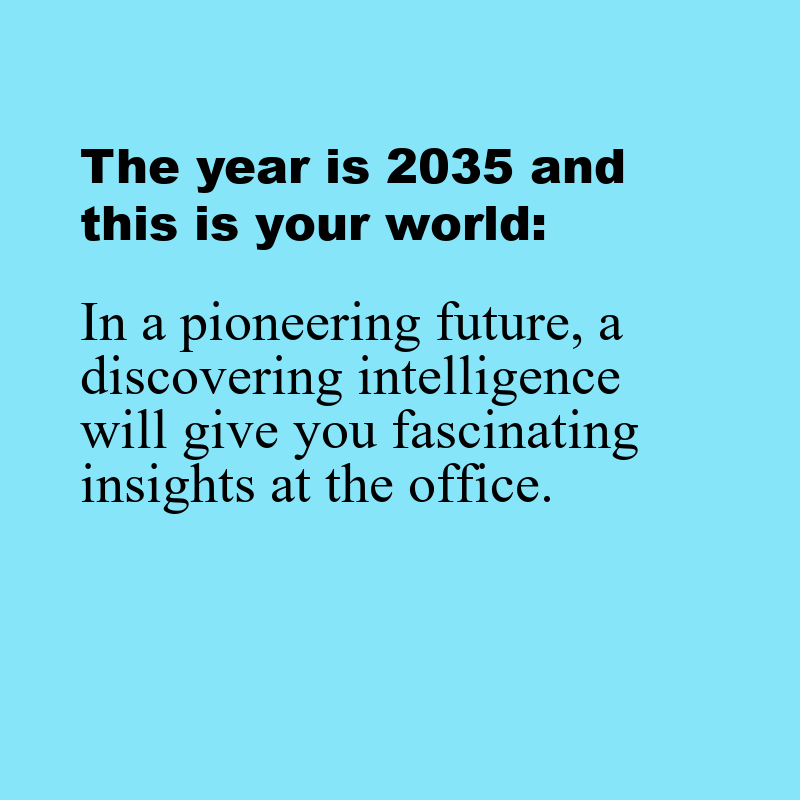 The year is 2035 and
this is your world:
In a pioneering future, a
discovering intelligence
will give you fascinating
insights at the office.